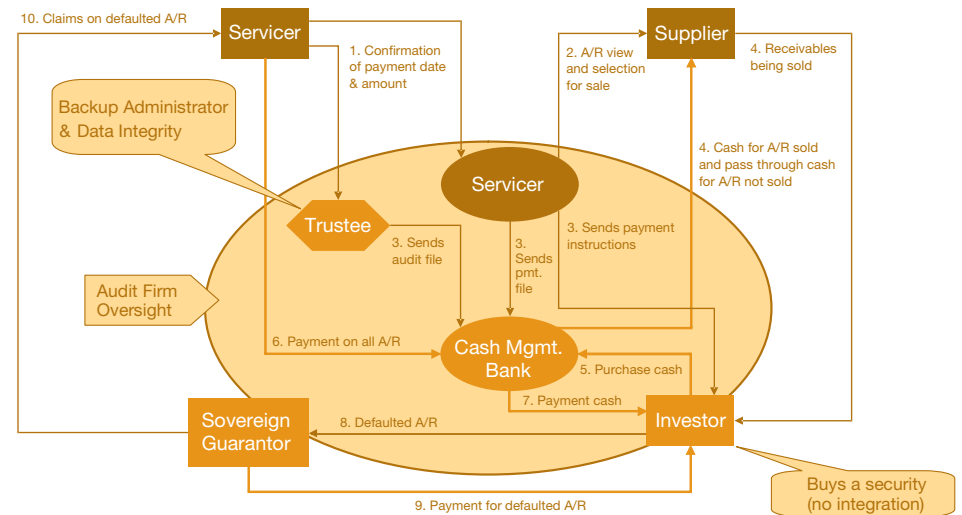 10. Claims on defaulted A/R
Servicer
1. Confirmation
of payment date
& amount
2. A/R view
and selection
for sale
Supplier
4. Receivables
being sold
Backup Administrator
& Data Integrity
4. Cash for A/R sold
and pass through cash
for A/R not sold
Servicer
Trustee
3. Sends
audit file
3.
Sends
pmt.
file
3. Sends payment
instructions
Audit Firm
Oversight
6. Payment on all A/R
Cash Mgmt.
Bank
5. Purchase cash
7. Payment cash
Sovereign
Guarantor
8. Defaulted A/R
Investor
9. Payment for defaulted A/R
Buys a security
(no integration)